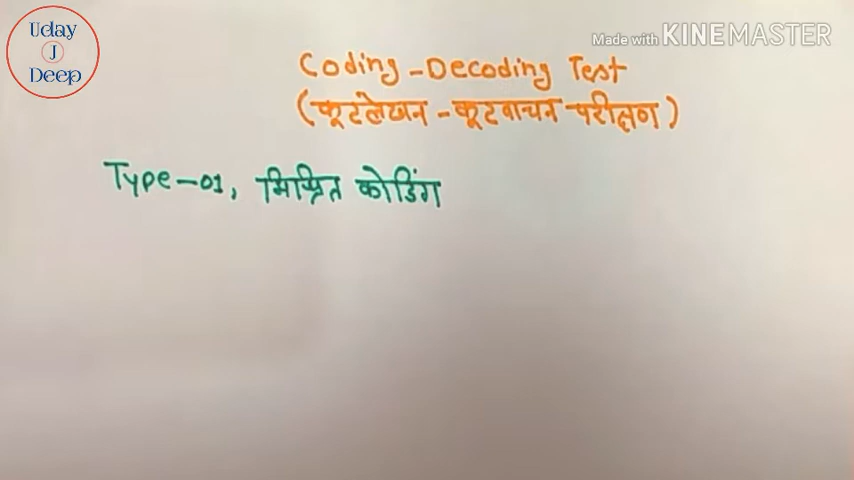 Uday
J
Deep
Made with KINEMASTER
Coding-Decoding Test
(कूटलेखन-कूटवाचन परीक्षण)
Type-01, मिश्रित कोडिंग